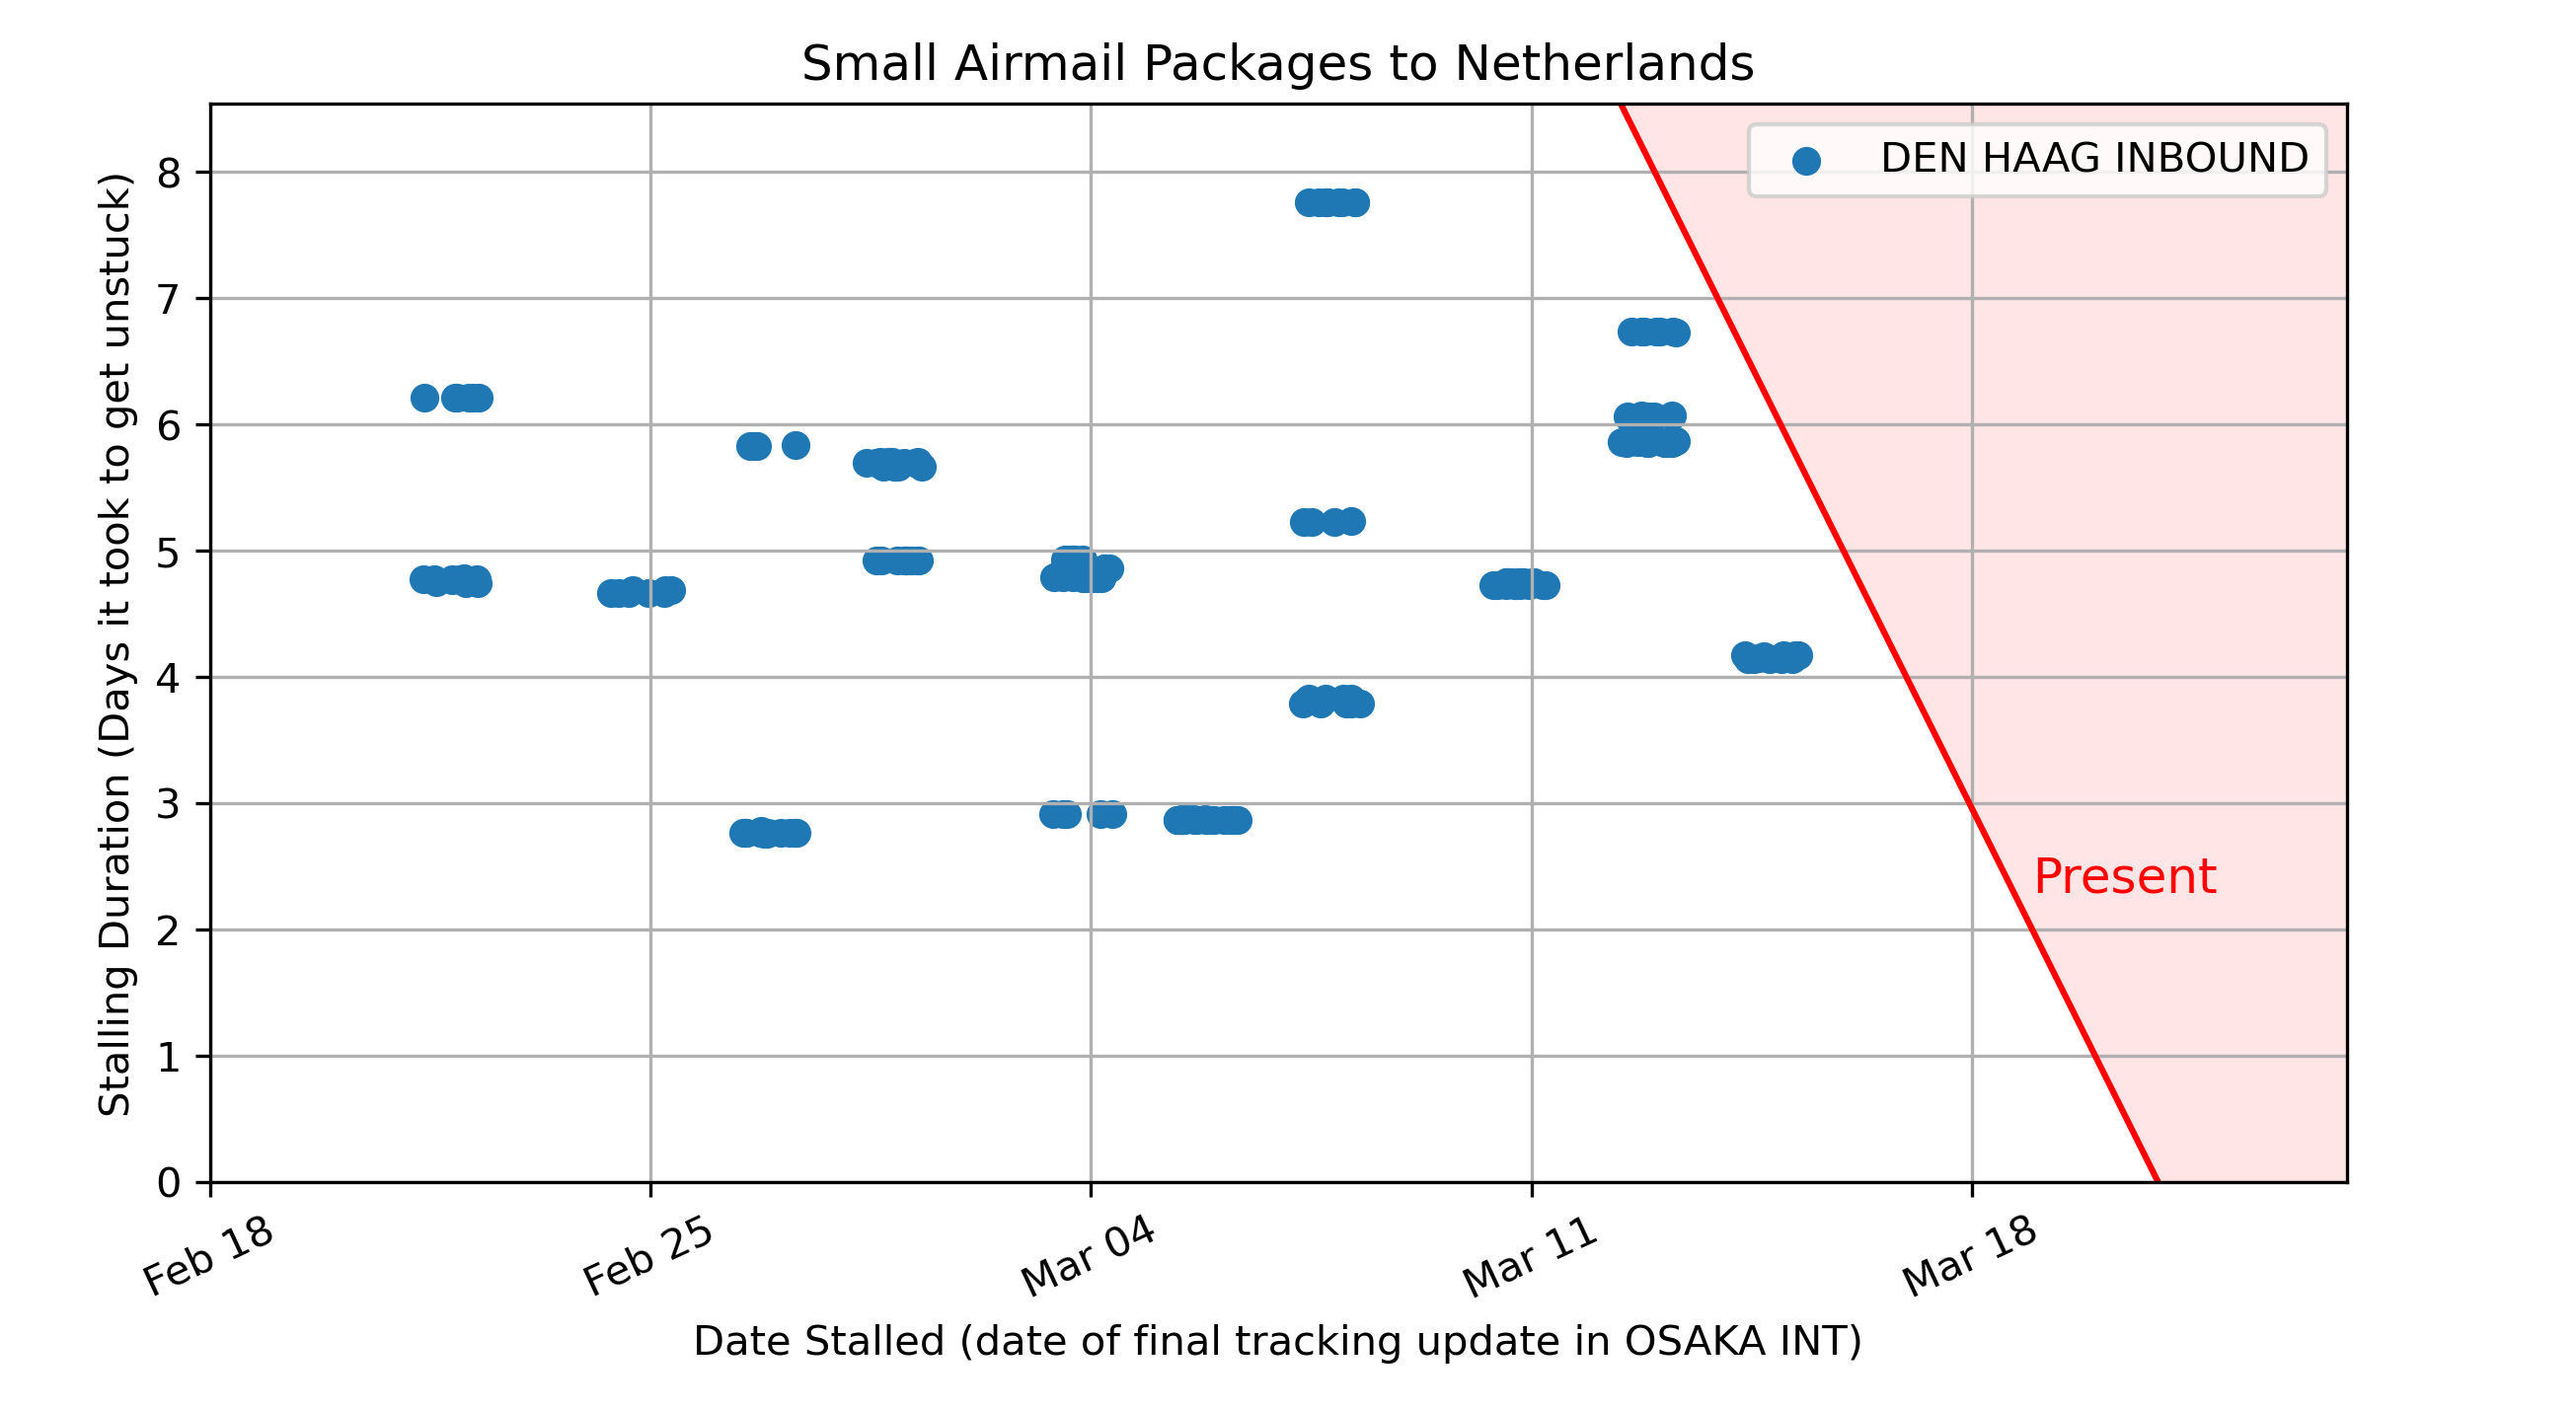 Small Airmail Packages to Netherlands
DEN HAAG INBOUND
Stalling Duration (Days it took to get unstuck)
8
7
6
5
4
3
2
1
0
Present
Feb 18
Feb 25
Mar 04
Mar 11
Mar 18
Date Stalled (date of final tracking update in OSAKA INT)